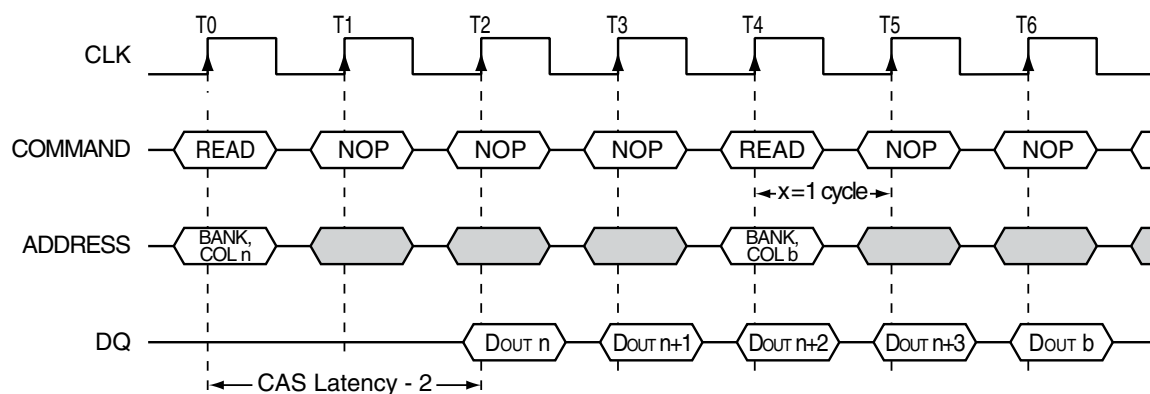 T0 T1 T2 T3 T4 T5 T6
CLK
COMMAND READ NOP NOP NOP READ NOP NOP
x=1 cycle
ADDRESS BANK, COL n BANK, COL b
DQ DOUT n DOUT n+1 DOUT n+2 DOUT n+3 DOUT b
CAS Latency - 2